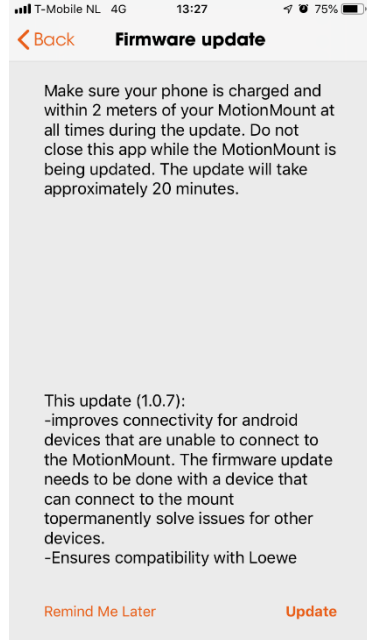 T-Mobile NL 4G 13:27 75%
Back Firmware update
Make sure your phone is charged and
within 2 meters of your MotionMount at
all times during the update. Do not
close this app while the MotionMount is
being updated. The update will take
approximately 20 minutes.
This update (1.0.7):
-improves connectivity for android
devices that are unable to connect to
the MotionMount. The firmware update
needs to be done with a device that
can connect to the mount
topermanently solve issues for other
devices.
-Ensures compatibility with Loewe
Remind Me Later Update